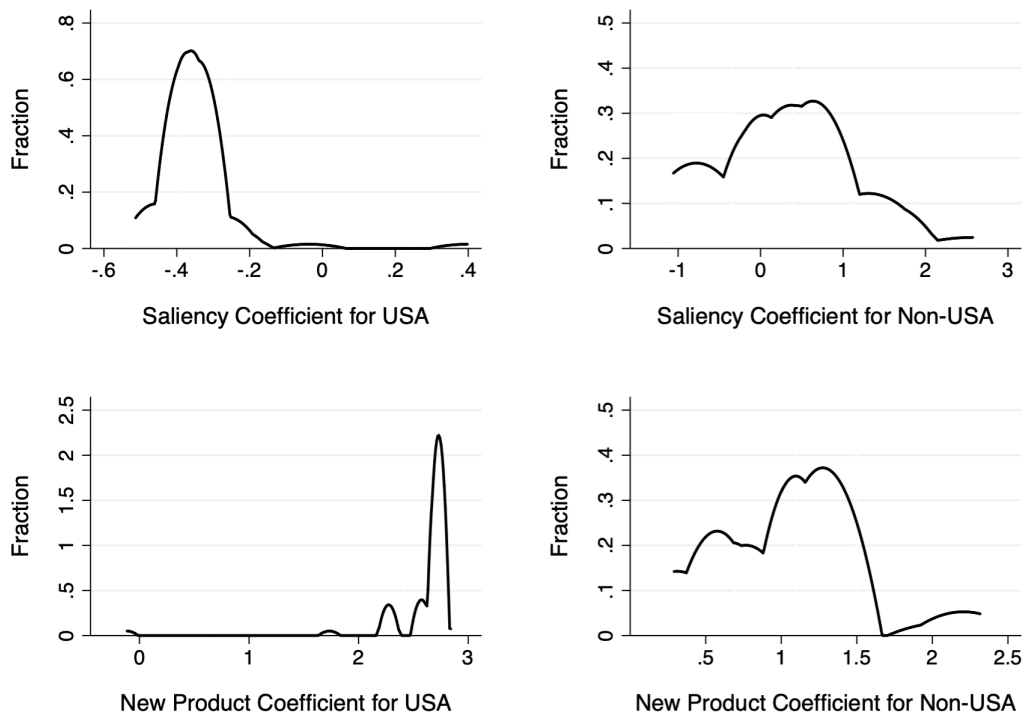 .8
.6
.4
.2
0
Fraction
-.6 -.4 -.2 0 .2 .4
Saliency Coefficient for USA
.5
.4
.3
.2
.1
0
Fraction
-1 0 1 2 3
Saliency Coefficient for Non-USA
2.5
2
1.5
1
.5
0
Fraction
0 1 2 3
New Product Coefficient for USA
.5
.4
.3
.2
.1
0
Fraction
.5 1 1.5 2 2.5
New Product Coefficient for Non-USA